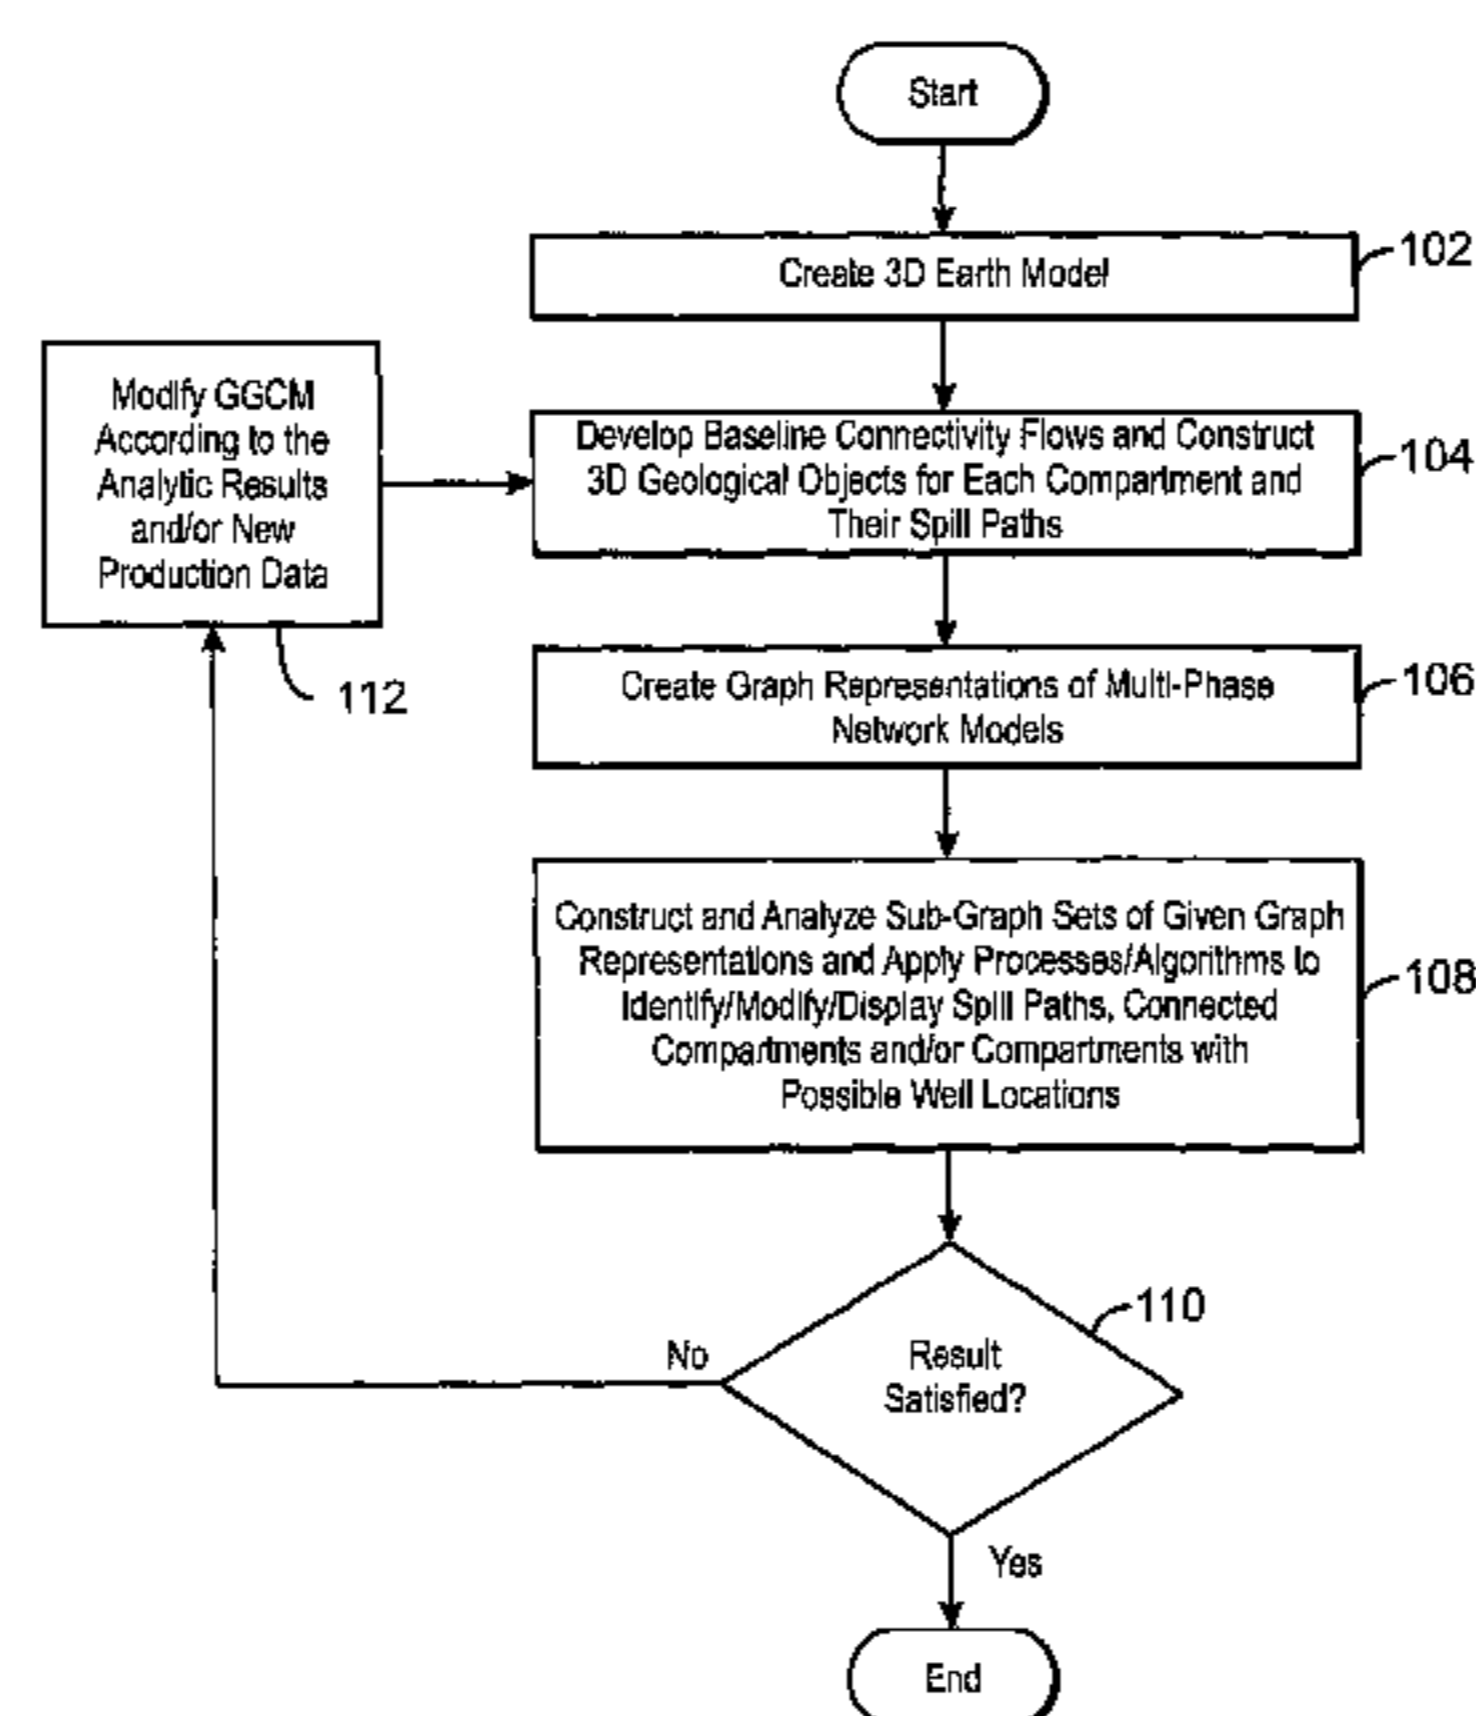 Start
Create 3D Earth Model
102
Modify GGCM
According to the
Analytic Results
and/or New
Production Data
112
Develop Baseline Connectivity Flows and Construct
3D Geological Objects for Each Compartment and
Their Spill Paths
104
Create Graph Representations of Multi-Phase
Network Models
106
Construct and Analyze Sub-Graph Sets of Given Graph
Representations and Apply Processes/Algorithms to
Identify/Modify/Display Spill Paths, Connected
Compartments and/or Compartments with
Possible Well Locations
108
Result
Satisfied?
110
No
Yes
End